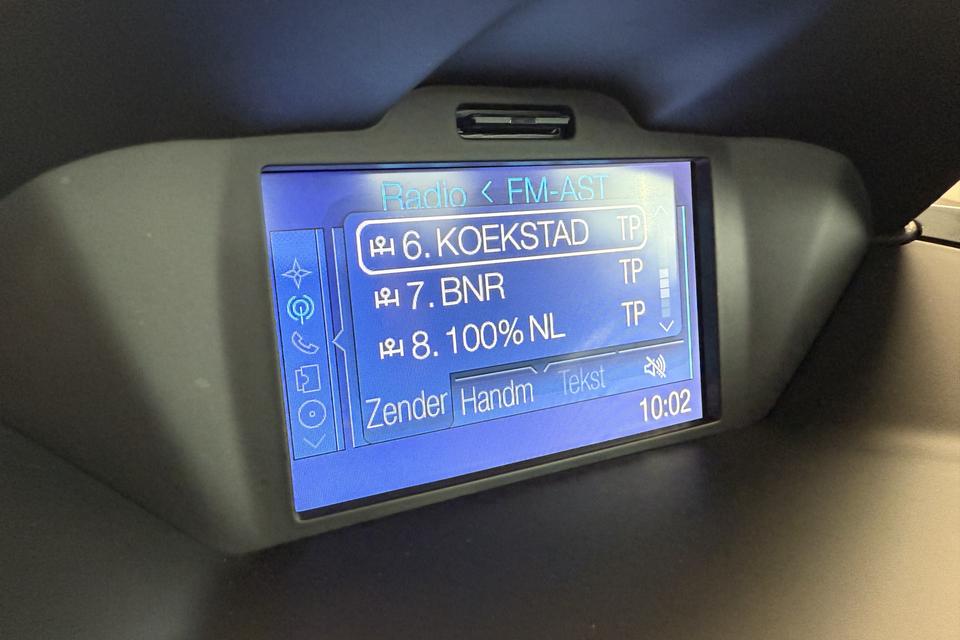 Radio < FM-AST
6. KOEKSTAD TP
7. BNR TP
8. 100% NL TP
Zender Handm Tekst
10:02